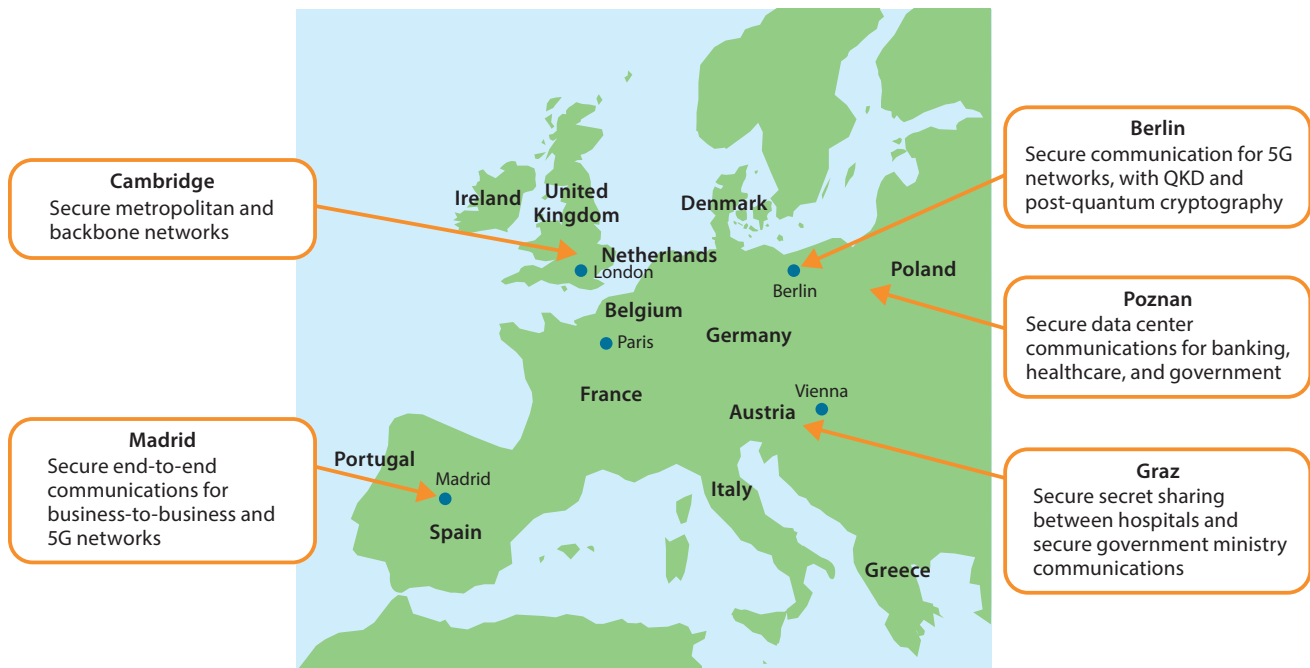 Cambridge
Secure metropolitan and
backbone networks
Madrid
Secure end-to-end
communications for
business-to-business and
5G networks
Ireland
United
Kingdom
Denmark
Netherlands
London
Berlin
Poland
Belgium
Paris
Germany
France
Vienna
Austria
Portugal
Madrid
Spain
Italy
Greece
Berlin
Secure communication for 5G
networks, with QKD and
post-quantum cryptography
Poznan
Secure data center
communications for banking,
healthcare, and government
Graz
Secure secret sharing
between hospitals and
secure government ministry
communications